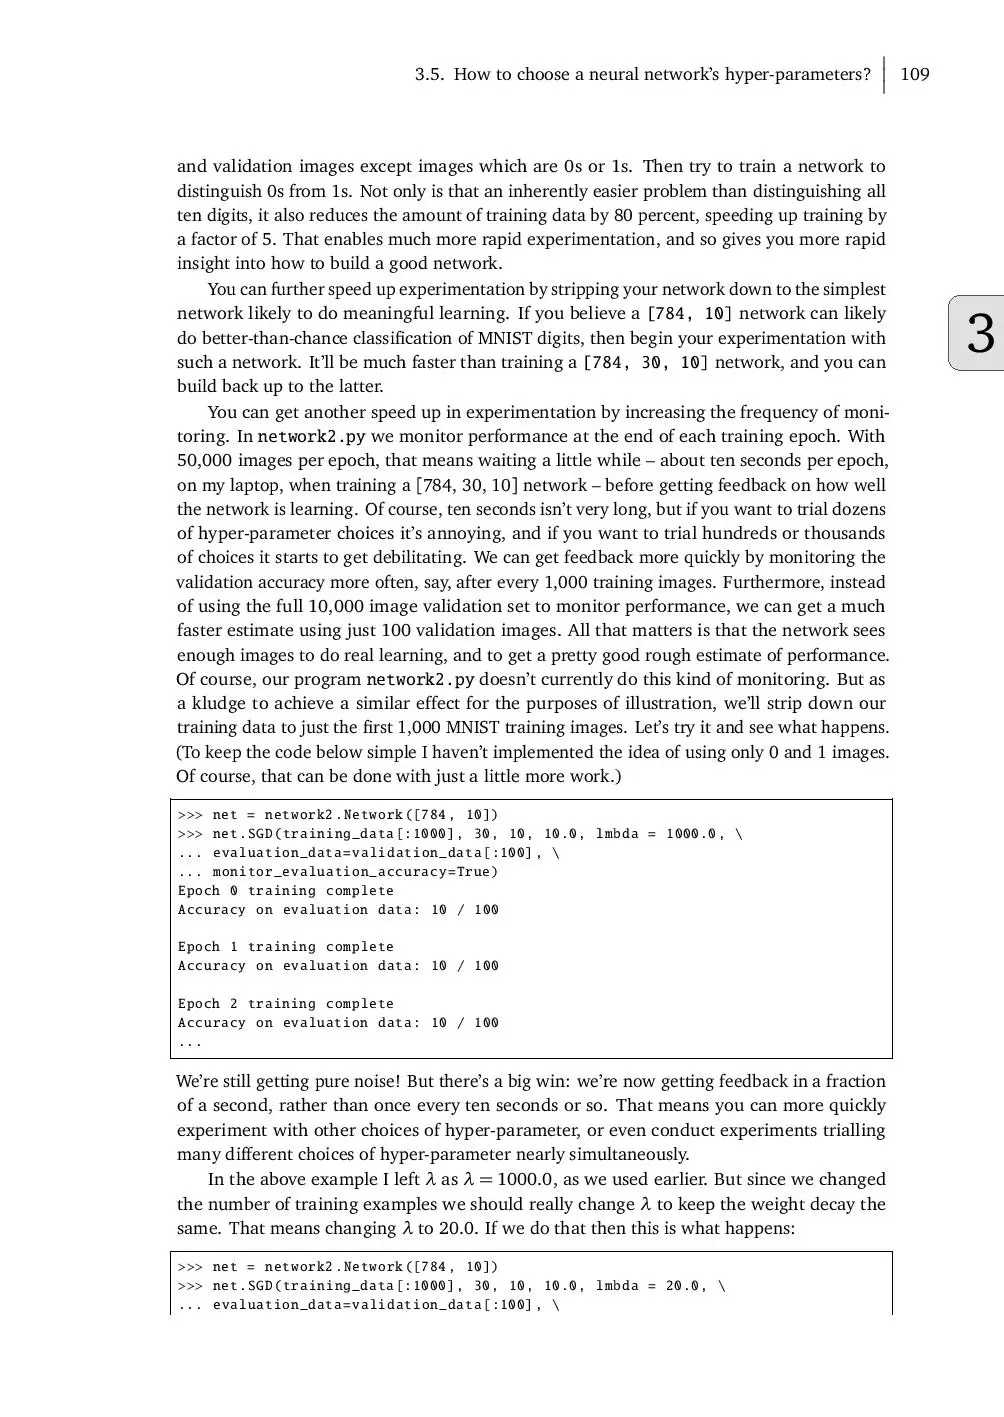 3.5. How to choose a neural network's hyper-parameters? 109
and validation images except images which are 0s or 1s. Then try to train a network to
distinguish 0s from 1s. Not only is that an inherently easier problem than distinguishing all
ten digits, it also reduces the amount of training data by 80 percent, speeding up training by
a factor of 5. That enables much more rapid experimentation, and so gives you more rapid
insight into how to build a good network.
You can further speed up experimentation by stripping your network down to the simplest
network likely to do meaningful learning. If you believe a [784, 10] network can likely
do better-than-chance classification of MNIST digits, then begin your experimentation with
such a network. It'll be much faster than training a [784, 30, 10] network, and you can
build back up to the latter.
3
You can get another speed up in experimentation by increasing the frequency of moni-
toring. In network2.py we monitor performance at the end of each training epoch. With
50,000 images per epoch, that means waiting a little while – about ten seconds per epoch,
on my laptop, when training a [784, 30, 10] network – before getting feedback on how well
the network is learning. Of course, ten seconds isn't very long, but if you want to trial dozens
of hyper-parameter choices it's annoying, and if you want to trial hundreds or thousands
of choices it starts to get debilitating. We can get feedback more quickly by monitoring the
validation accuracy more often, say, after every 1,000 training images. Furthermore, instead
of using the full 10,000 image validation set to monitor performance, we can get a much
faster estimate using just 100 validation images. All that matters is that the network sees
enough images to do real learning, and to get a pretty good rough estimate of performance.
Of course, our program network2.py doesn't currently do this kind of monitoring. But as
a kludge to achieve a similar effect for the purposes of illustration, we'll strip down our
training data to just the first 1,000 MNIST training images. Let's try it and see what happens.
(To keep the code below simple I haven't implemented the idea of using only 0 and 1 images.
Of course, that can be done with just a little more work.)
>>> net = network2.Network([784, 10])
>>> net.SGD(training_data[:1000], 30, 10, 10.0, lmbda = 1000.0, \
... evaluation_data=validation_data[:100], \
... monitor_evaluation_accuracy=True)
Epoch 0 training complete
Accuracy on evaluation data: 10 / 100
Epoch 1 training complete
Accuracy on evaluation data: 10 / 100
Epoch 2 training complete
Accuracy on evaluation data: 10 / 100
...
We're still getting pure noise! But there's a big win: we're now getting feedback in a fraction
of a second, rather than once every ten seconds or so. That means you can more quickly
experiment with other choices of hyper-parameter, or even conduct experiments trialling
many different choices of hyper-parameter nearly simultaneously.
In the above example I left λ as λ = 1000.0, as we used earlier. But since we changed
the number of training examples we should really change λ to keep the weight decay the
same. That means changing λ to 20.0. If we do that then this is what happens:
>>> net = network2.Network([784, 10])
>>> net.SGD(training_data[:1000], 30, 10, 10.0, lmbda = 20.0, \
... evaluation_data=validation_data[:100], \